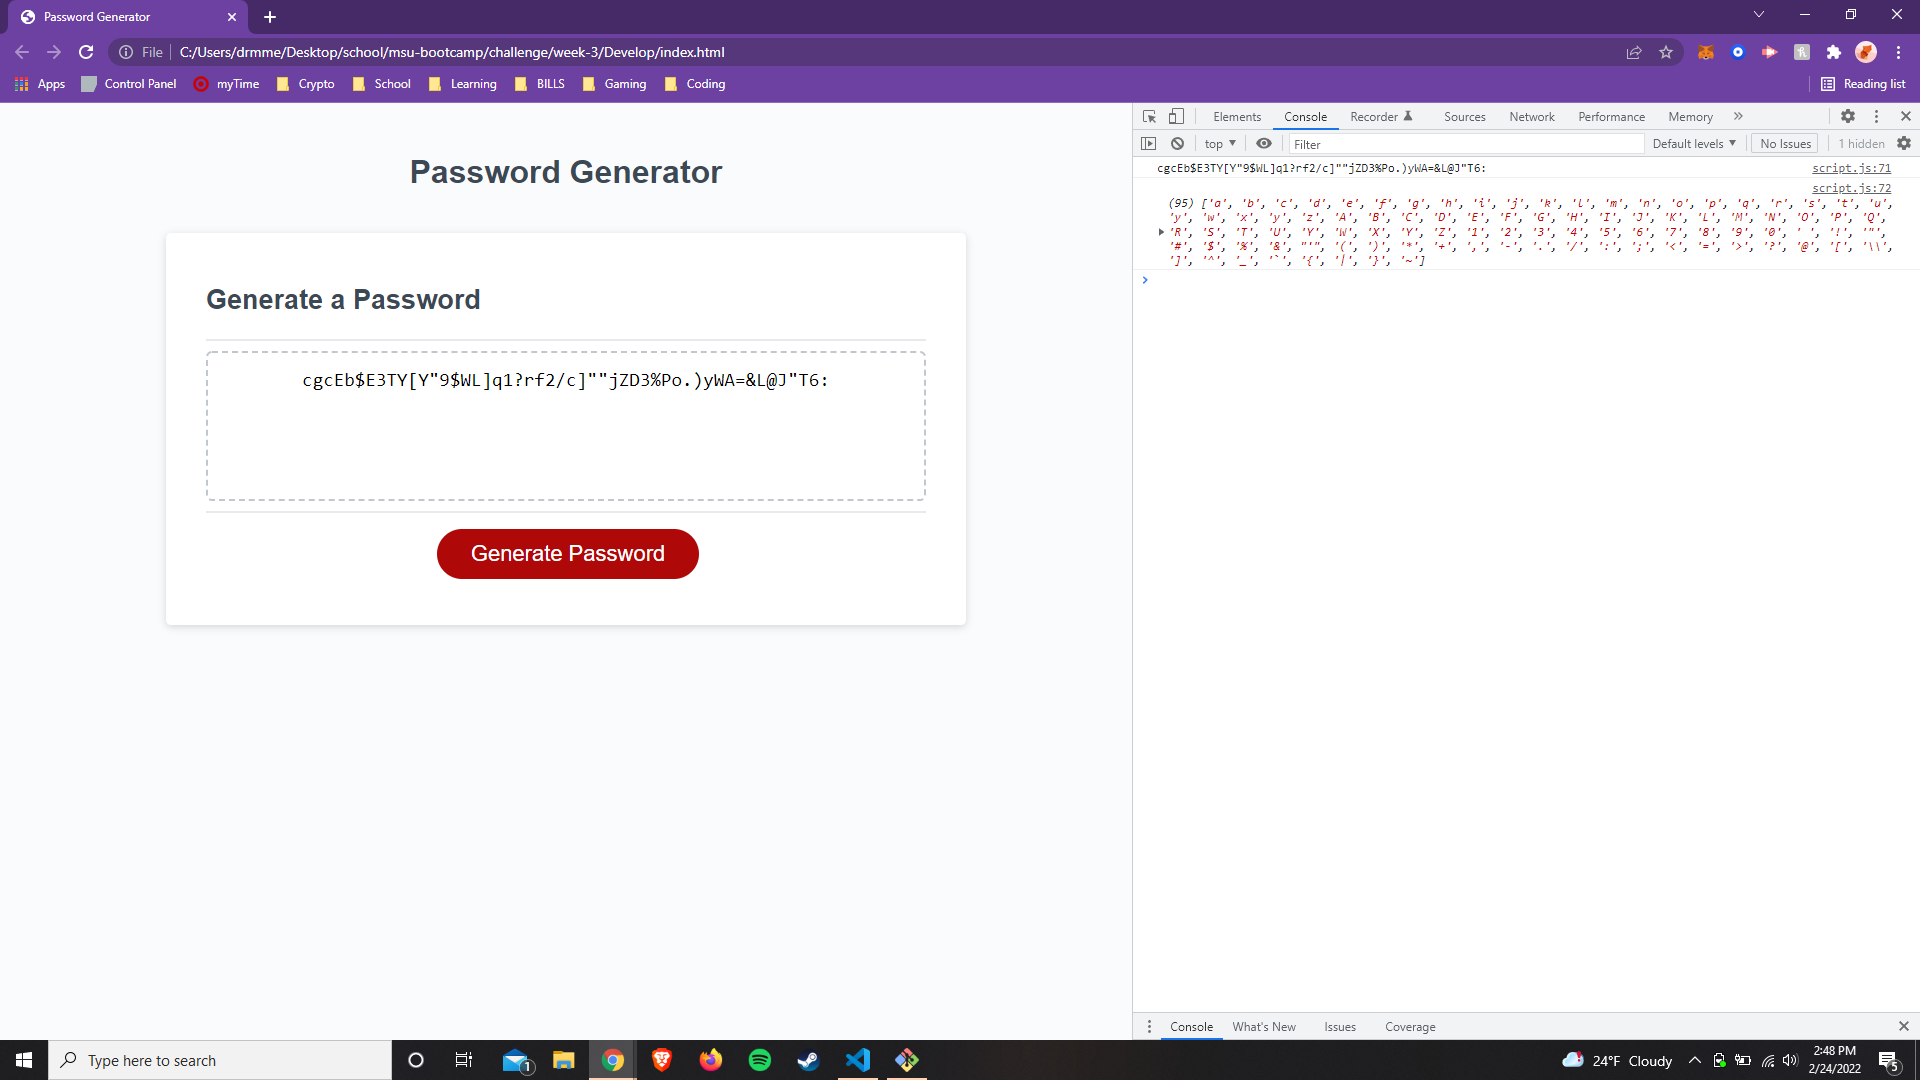 Password Generator
File
C:/Users/drmme/Desktop/school/msu-bootcamp/challenge/week-3/Develop/index.html
Apps
Control Panel
myTime
Crypto
School
Learning
BILLS
Gaming
Coding
Reading list
Password Generator
Generate a Password
cgcEb$E3TY[Y"9$WL]q1?rf2/c]""jZD3%Po.)yWA=&L@J"T6:
Generate Password
Elements
Console
Recorder
Sources
Network
Performance
Memory
top
Filter
Default levels
No Issues
1 hidden
cgcEb$E3TY[Y"9$WL]q1?rf2/c]""jZD3%Po.)yWA=&L@J"T6:
script.js:71
script.js:72
(95) ['a', 'b', 'c', 'd', 'e', 'f', 'g', 'h', 'i', 'j', 'k', 'l', 'm', 'n', 'o', 'p', 'q', 'r', 's', 't', 'u',
'y', 'w', 'x', 'y', 'z', 'A', 'B', 'C', 'D', 'E', 'F', 'G', 'H', 'I', 'J', 'K', 'L', 'M', 'N', 'O', 'P', 'Q',
'R', 'S', 'T', 'U', 'Y', 'W', 'X', 'Y', 'Z', '1', '2', '3', '4', '5', '6', '7', '8', '9', '0', ' ', '!', '"',
'#', '$', '%', '&', "'", '(', ')', '*', '+', ',', '-', '.', '/', ':', ';', '<', '=', '>', '?', '@', '[', '\\',
']', '^', '_', '`', '{', '|', '}', '~']
Console
What's New
Issues
Coverage
Type here to search
1
24°F Cloudy
2:48 PM
2/24/2022
5